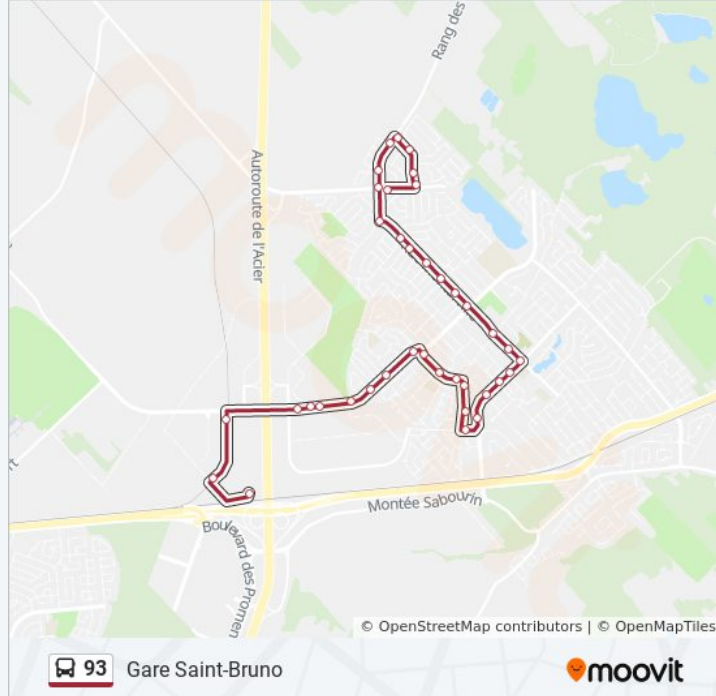 Rang des
Autoroute de l'Acier
Montée Sabourin
Boulevard des Promen
© OpenStreetMap contributors | © OpenMapTiles
93 Gare Saint-Bruno
moovit